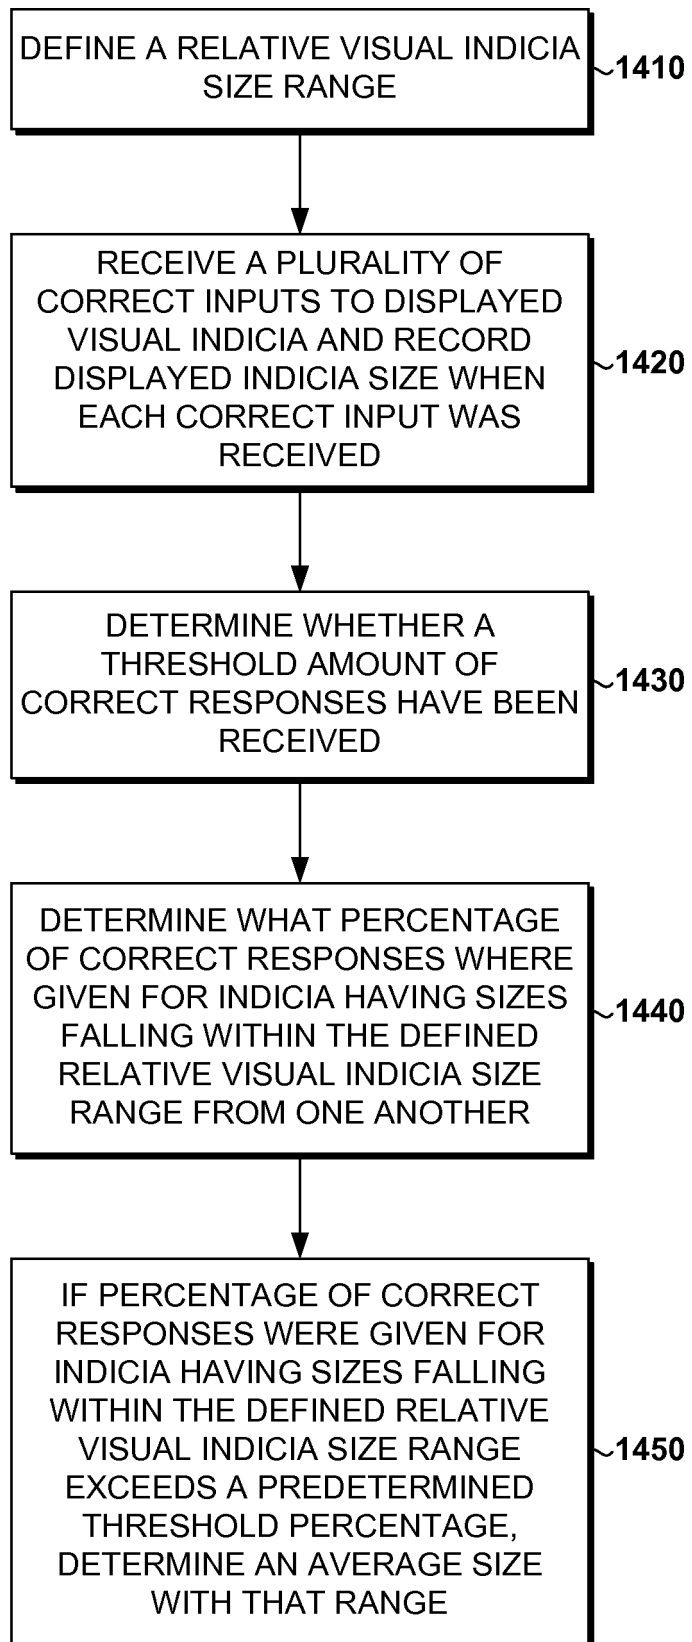 DEFINE A RELATIVE VISUAL INDICIA
SIZE RANGE
1410
RECEIVE A PLURALITY OF
CORRECT INPUTS TO DISPLAYED
VISUAL INDICIA AND RECORD
DISPLAYED INDICIA SIZE WHEN
EACH CORRECT INPUT WAS
RECEIVED
1420
DETERMINE WHETHER A
THRESHOLD AMOUNT OF
CORRECT RESPONSES HAVE BEEN
RECEIVED
1430
DETERMINE WHAT PERCENTAGE
OF CORRECT RESPONSES WHERE
GIVEN FOR INDICIA HAVING SIZES
FALLING WITHIN THE DEFINED
RELATIVE VISUAL INDICIA SIZE
RANGE FROM ONE ANOTHER
1440
IF PERCENTAGE OF CORRECT
RESPONSES WERE GIVEN FOR
INDICIA HAVING SIZES FALLING
WITHIN THE DEFINED RELATIVE
VISUAL INDICIA SIZE RANGE
EXCEEDS A PREDETERMINED
THRESHOLD PERCENTAGE,
DETERMINE AN AVERAGE SIZE
WITH THAT RANGE
1450